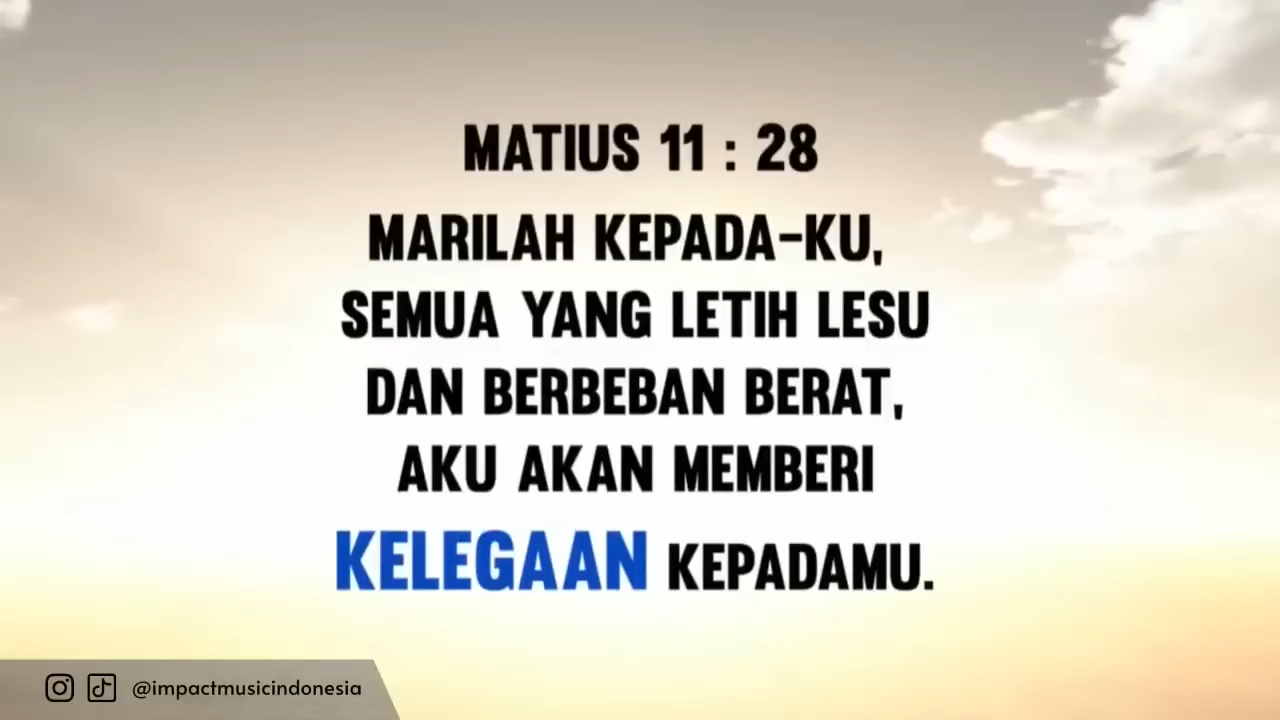 MATIUS 11 : 28
MARILAH KEPADA-KU,
SEMUA YANG LETIH LESU
DAN BERBEBAN BERAT,
AKU AKAN MEMBERI
KELEGAAN KEPADAMU.
@impactmusicindonesia